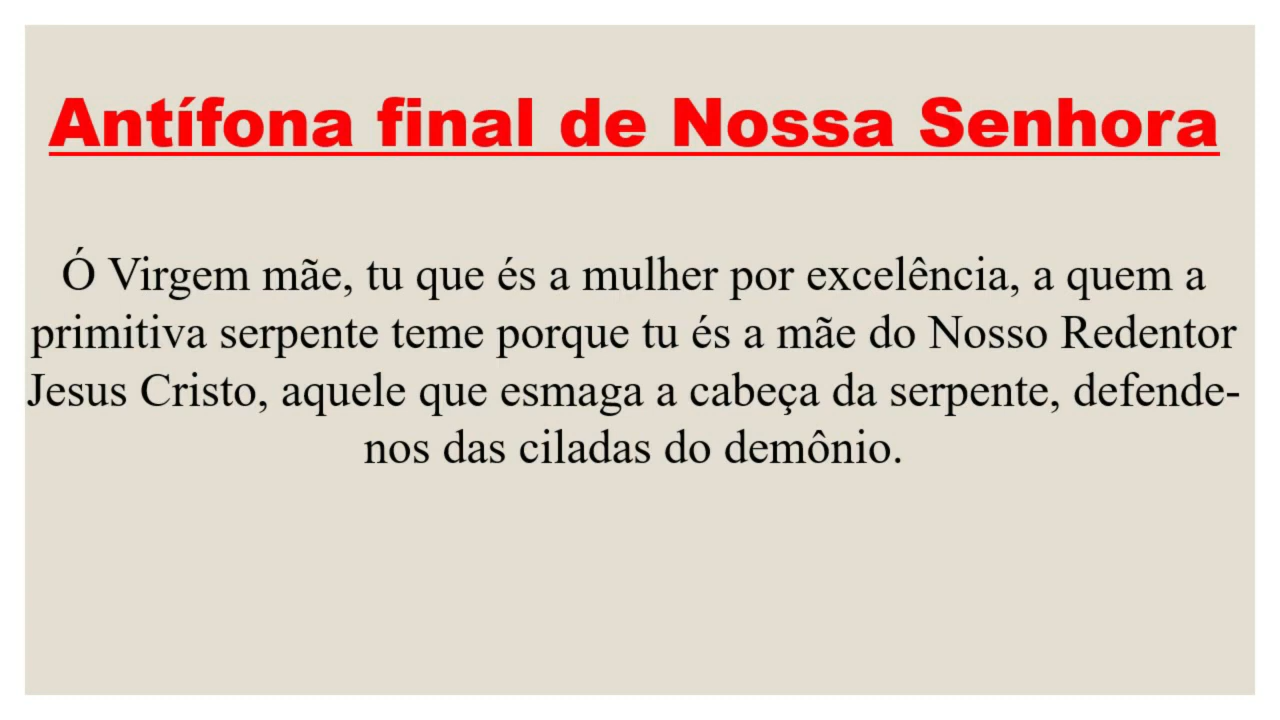 Antífona final de Nossa Senhora
Ó Virgem mãe, tu que és a mulher por excelência, a quem a
primitiva serpente teme porque tu és a mãe do Nosso Redentor
Jesus Cristo, aquele que esmaga a cabeça da serpente, defende-
nos das ciladas do demônio.